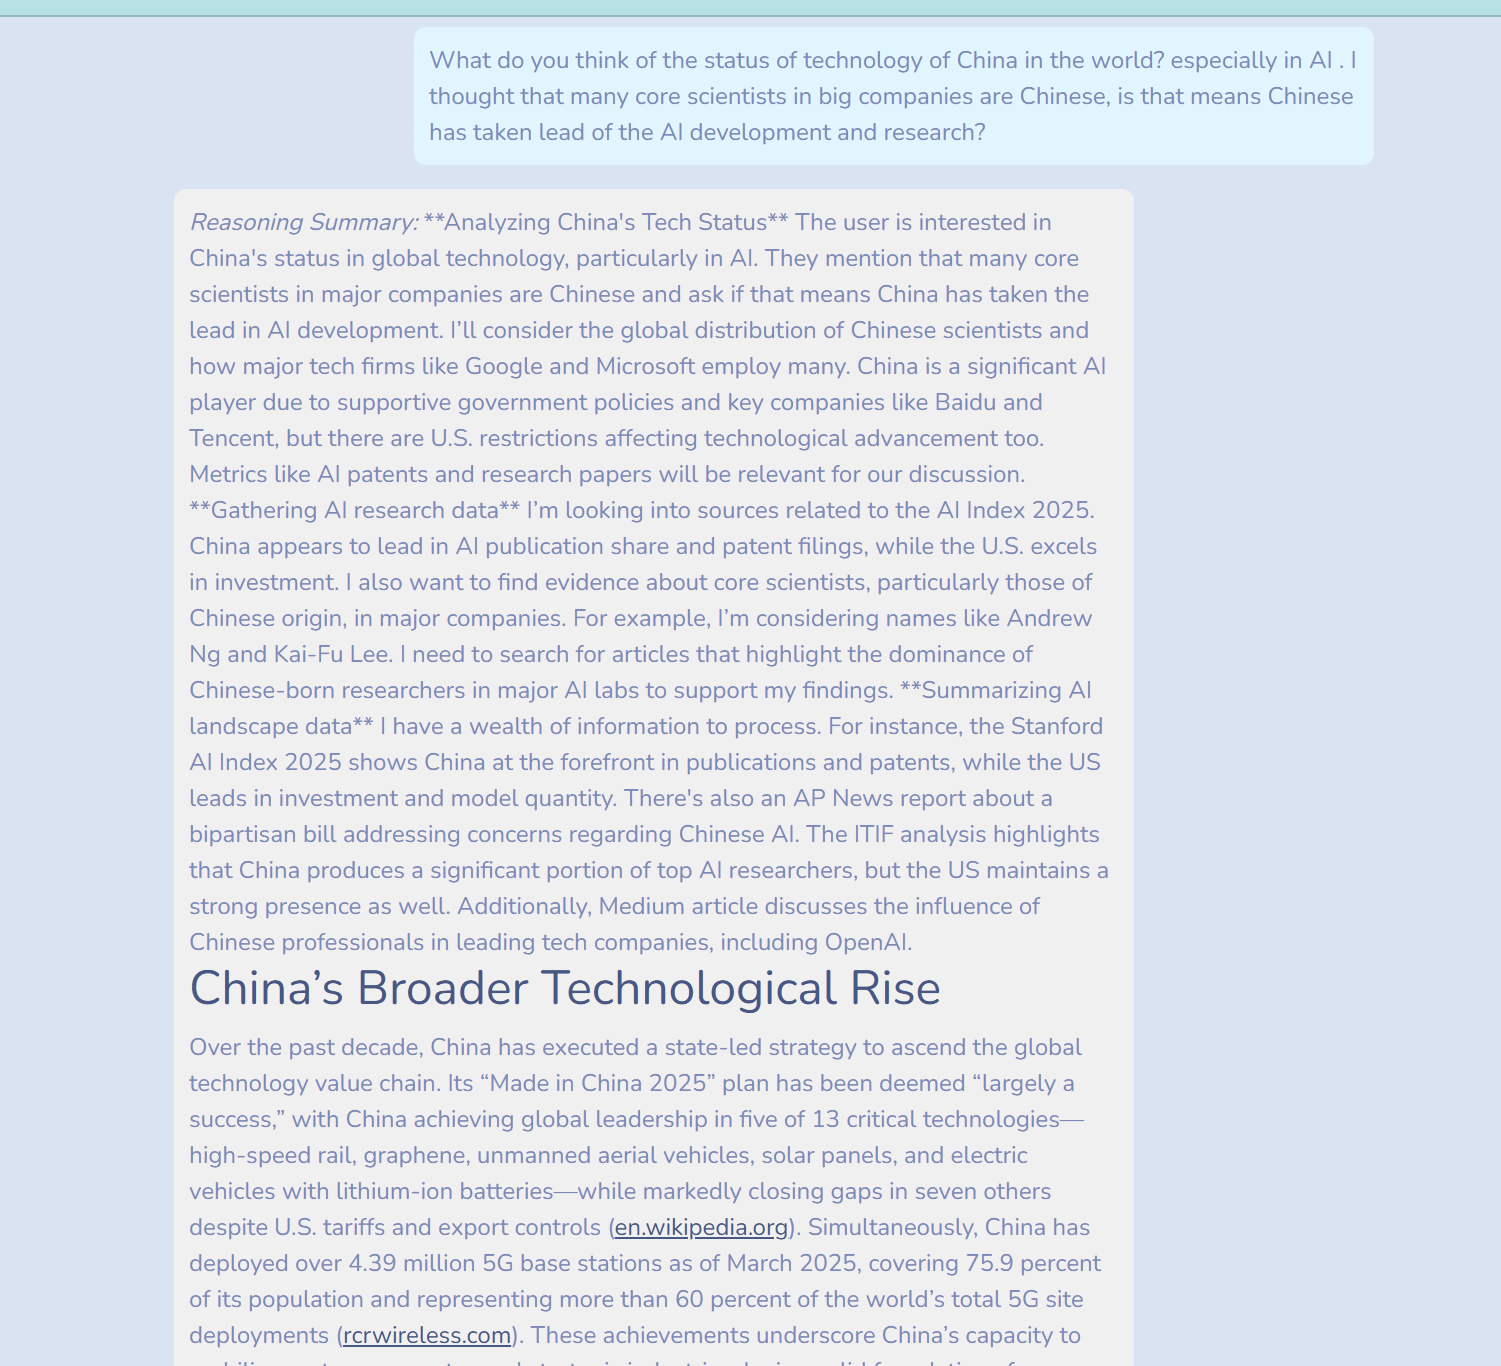 What do you think of the status of technology of China in the world? especially in AI . I
thought that many core scientists in big companies are Chinese, is that means Chinese
has taken lead of the AI development and research?
Reasoning Summary: **Analyzing China's Tech Status** The user is interested in
China's status in global technology, particularly in AI. They mention that many core
scientists in major companies are Chinese and ask if that means China has taken the
lead in AI development. I’ll consider the global distribution of Chinese scientists and
how major tech firms like Google and Microsoft employ many. China is a significant AI
player due to supportive government policies and key companies like Baidu and
Tencent, but there are U.S. restrictions affecting technological advancement too.
Metrics like AI patents and research papers will be relevant for our discussion.
**Gathering AI research data** I’m looking into sources related to the AI Index 2025.
China appears to lead in AI publication share and patent filings, while the U.S. excels
in investment. I also want to find evidence about core scientists, particularly those of
Chinese origin, in major companies. For example, I’m considering names like Andrew
Ng and Kai-Fu Lee. I need to search for articles that highlight the dominance of
Chinese-born researchers in major AI labs to support my findings. **Summarizing AI
landscape data** I have a wealth of information to process. For instance, the Stanford
AI Index 2025 shows China at the forefront in publications and patents, while the US
leads in investment and model quantity. There's also an AP News report about a
bipartisan bill addressing concerns regarding Chinese AI. The ITIF analysis highlights
that China produces a significant portion of top AI researchers, but the US maintains a
strong presence as well. Additionally, Medium article discusses the influence of
Chinese professionals in leading tech companies, including OpenAI.
China’s Broader Technological Rise
Over the past decade, China has executed a state-led strategy to ascend the global
technology value chain. Its “Made in China 2025” plan has been deemed “largely a
success,” with China achieving global leadership in five of 13 critical technologies—
high-speed rail, graphene, unmanned aerial vehicles, solar panels, and electric
vehicles with lithium-ion batteries—while markedly closing gaps in seven others
despite U.S. tariffs and export controls (en.wikipedia.org). Simultaneously, China has
deployed over 4.39 million 5G base stations as of March 2025, covering 75.9 percent
of its population and representing more than 60 percent of the world’s total 5G site
deployments (rcrwireless.com). These achievements underscore China’s capacity to